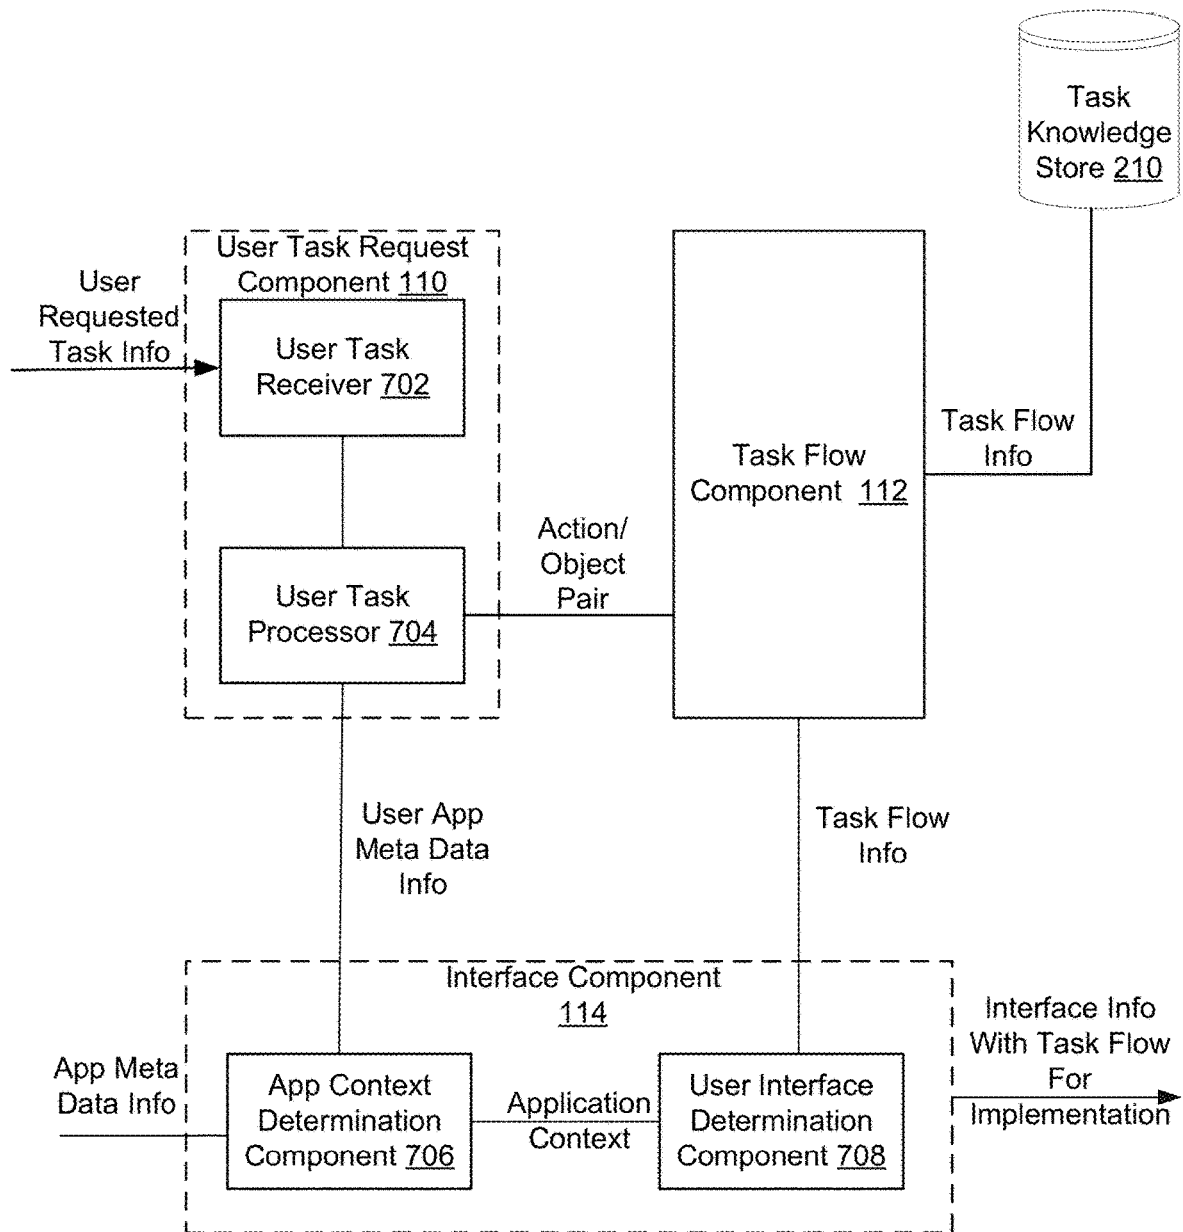 Task
Knowledge
Store 210
User Task Request
Component 110
User
Requested
Task Info
User Task
Receiver 702
Task Flow
Component 112
Task Flow
Info
Action/
Object
Pair
User Task
Processor 704
User App
Meta Data
Info
Task Flow
Info
Interface Component
114
App Meta
Data Info
App Context
Determination
Component 706
Application
Context
User Interface
Determination
Component 708
Interface Info
With Task Flow
For
Implementation